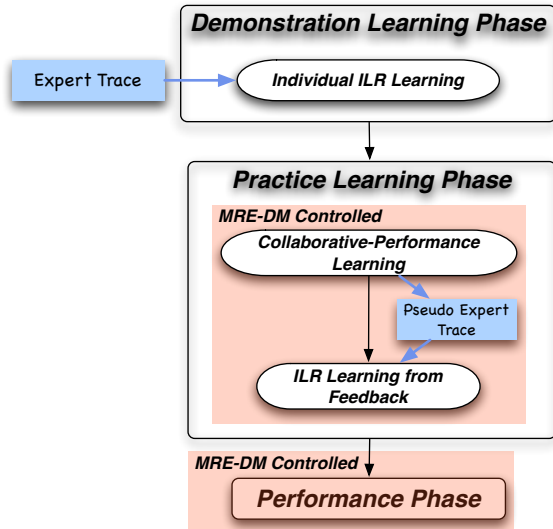 Demonstration Learning Phase
Expert Trace
Individual ILR Learning
Practice Learning Phase
MRE-DM Controlled
Collaborative-Performance
Learning
Pseudo Expert
Trace
ILR Learning from
Feedback
MRE-DM Controlled
Performance Phase